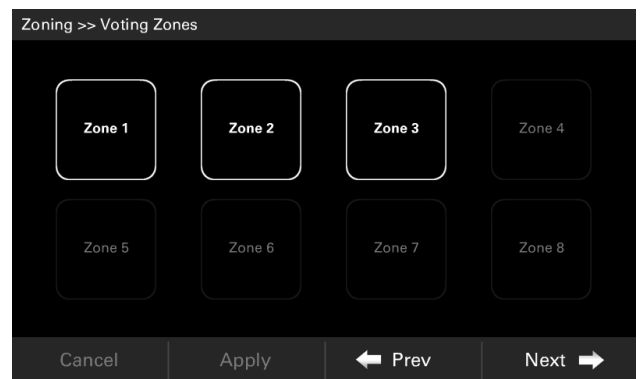 Zoning >> Voting Zones
Zone 1 Zone 2 Zone 3 Zone 4
Zone 5 Zone 6 Zone 7 Zone 8
Cancel Apply Prev Next